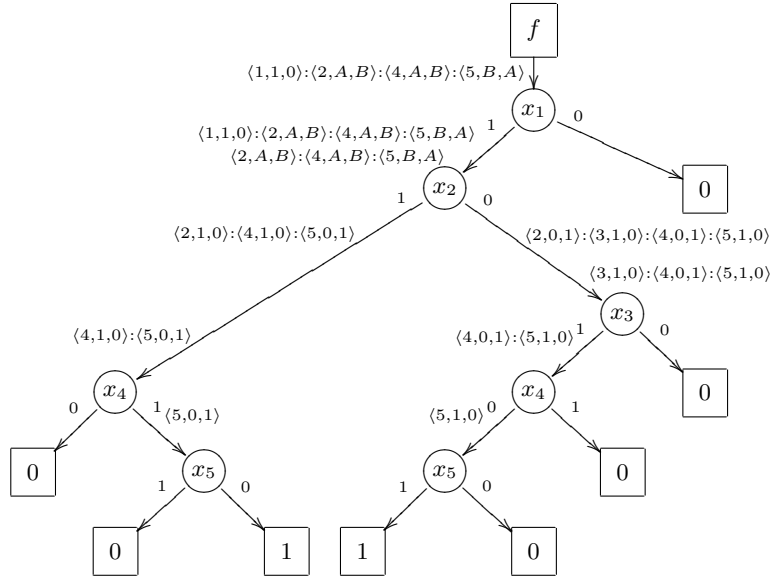 f
⟨1,1,0⟩:⟨2,A,B⟩:⟨4,A,B⟩:⟨5,B,A⟩
x₁
1
0
⟨1,1,0⟩:⟨2,A,B⟩:⟨4,A,B⟩:⟨5,B,A⟩
⟨2,A,B⟩:⟨4,A,B⟩:⟨5,B,A⟩
x₂
0
1
0
⟨2,1,0⟩:⟨4,1,0⟩:⟨5,0,1⟩
⟨2,0,1⟩:⟨3,1,0⟩:⟨4,0,1⟩:⟨5,1,0⟩
⟨3,1,0⟩:⟨4,0,1⟩:⟨5,1,0⟩
x₃
⟨4,1,0⟩:⟨5,0,1⟩
⟨4,0,1⟩:⟨5,1,0⟩
1
0
x₄
x₄
0
0
1
⟨5,0,1⟩
⟨5,1,0⟩
0
1
0
x₅
x₅
0
1
0
1
0
0
1
1
0